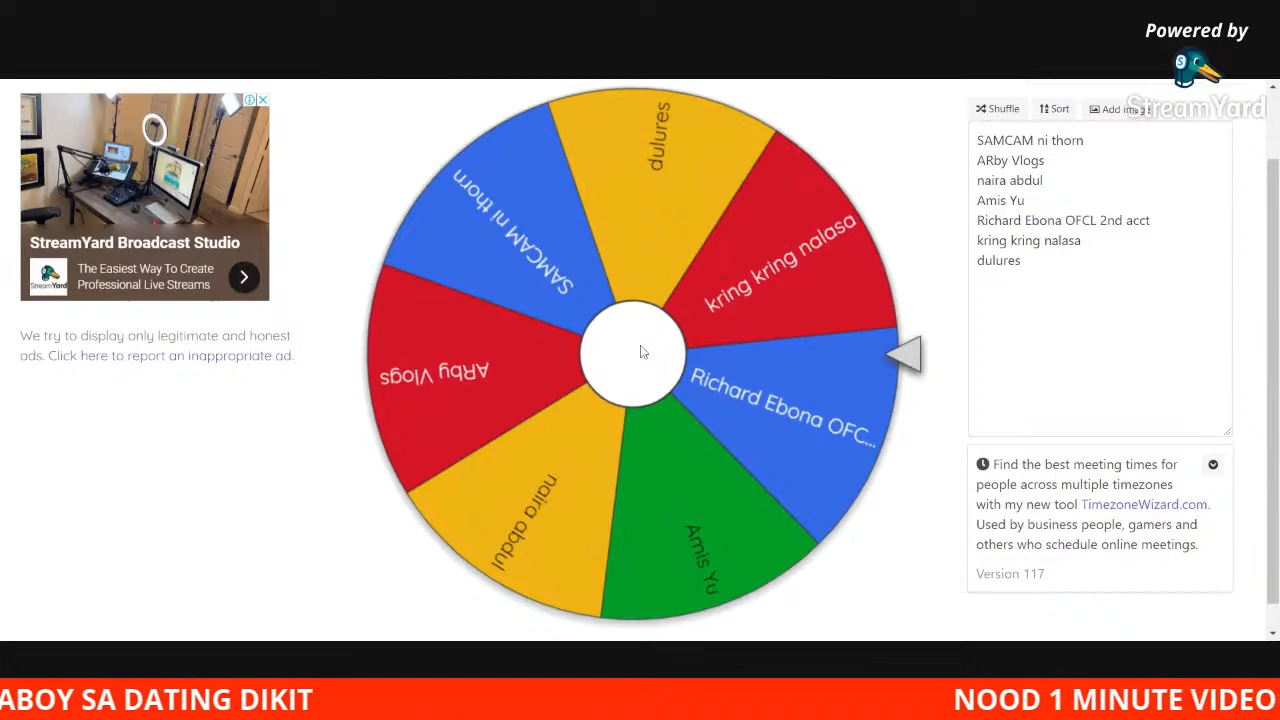 Powered by
StreamYard
StreamYard Broadcast Studio
The Easiest Way To Create
Professional Live Streams
We try to display only legitimate and honest
ads. Click here to report an inappropriate ad.
dulures
kring kring nalasa
Richard Ebona OFC...
Amis Yu
naira abdul
ARby Vlogs
SAMCAM ni thorn
Shuffle
Sort
Add image
SAMCAM ni thorn
ARby Vlogs
naira abdul
Amis Yu
Richard Ebona OFCL 2nd acct
kring kring nalasa
dulures
Find the best meeting times for
people across multiple timezones
with my new tool TimezoneWizard.com.
Used by business people, gamers and
others who schedule online meetings.
Version 117
ABOY SA DATING DIKIT
NOOD 1 MINUTE VIDEO